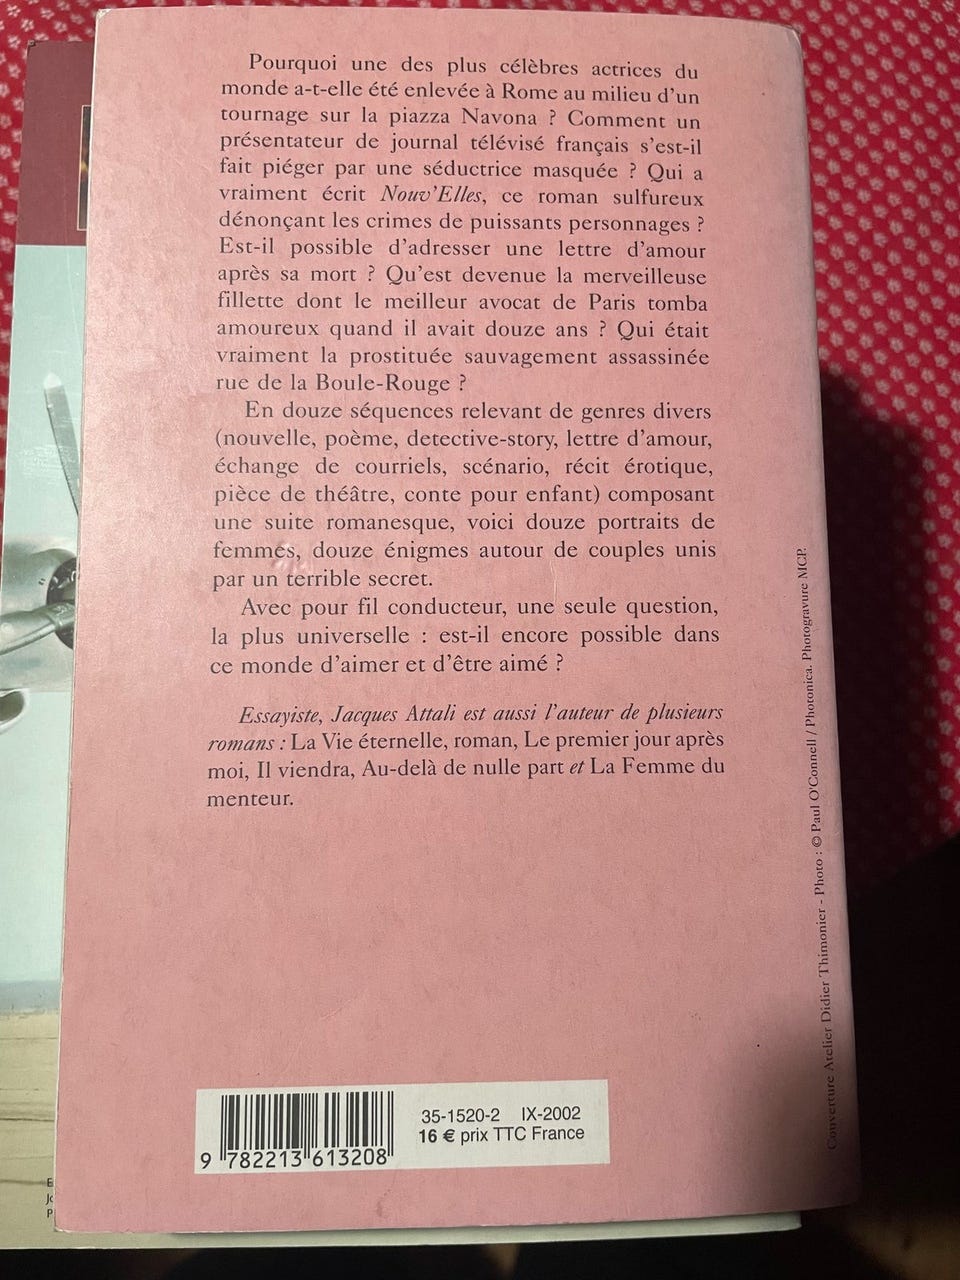 Pourquoi une des plus célèbres actrices du
monde a-t-elle été enlevée à Rome au milieu d'un
tournage sur la piazza Navona ? Comment un
présentateur de journal télévisé français s'est-il
fait piéger par une séductrice masquée ? Qui a
vraiment écrit Nouv'Elles, ce roman sulfureux
dénonçant les crimes de puissants personnages ?
Est-il possible d'adresser une lettre d'amour
après sa mort ? Qu'est devenue la merveilleuse
fillette dont le meilleur avocat de Paris tomba
amoureux quand il avait douze ans ? Qui était
vraiment la prostituée sauvagement assassinée
rue de la Boule-Rouge ?
En douze séquences relevant de genres divers
(nouvelle, poème, detective-story, lettre d'amour,
échange de courriels, scénario, récit érotique,
pièce de théâtre, conte pour enfant) composant
une suite romanesque, voici douze portraits de
femmes, douze énigmes autour de couples unis
par un terrible secret.
Avec pour fil conducteur, une seule question,
la plus universelle : est-il encore possible dans
ce monde d'aimer et d'être aimé ?
Essayiste, Jacques Attali est aussi l'auteur de plusieurs
romans : La Vie éternelle, roman, Le premier jour après
moi, Il viendra, Au-delà de nulle part et La Femme du
menteur.
Couverture Atelier Didier Thimonier - Photo : © Paul O'Connell / Photonica. Photogravure MCP.
35-1520-2 IX-2002
16 € prix TTC France
9 782213 613208